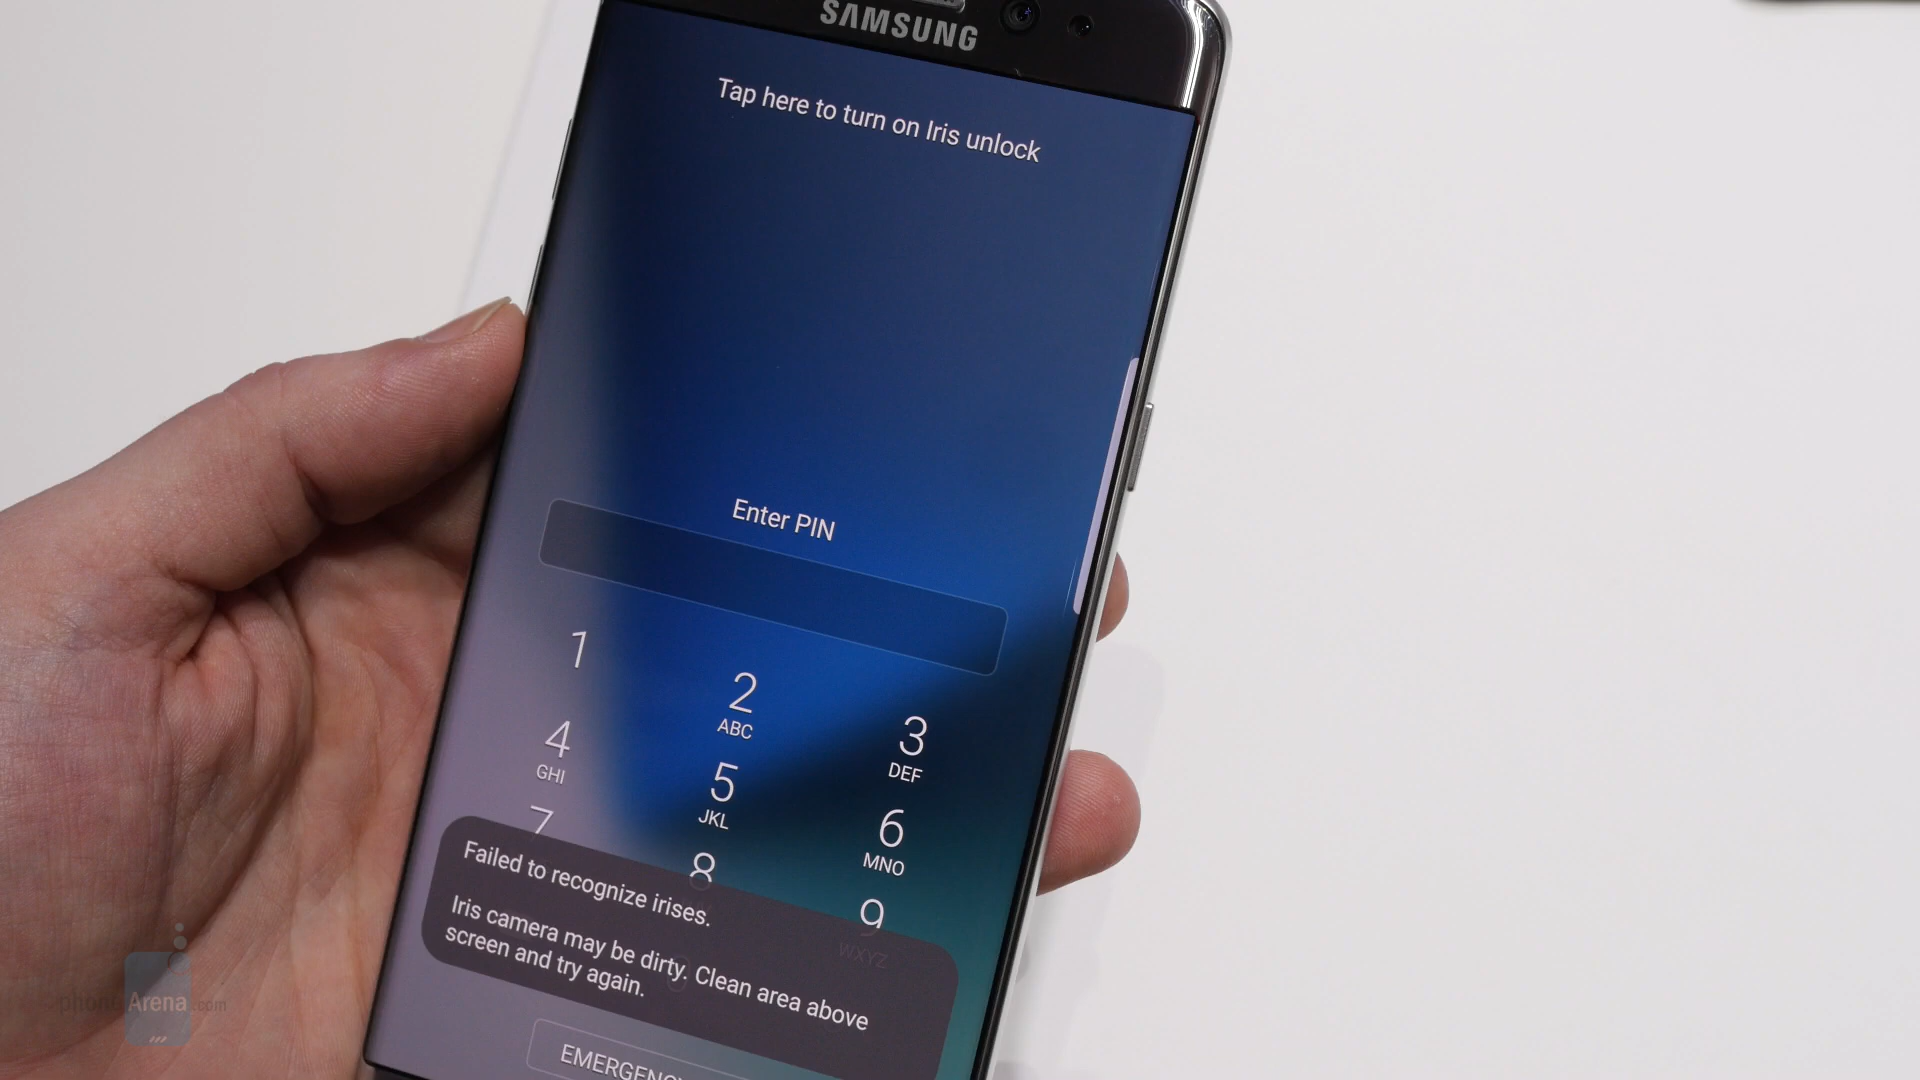 SAMSUNG
Tap here to turn on Iris unlock
Enter PIN
1
2
ABC
3
DEF
4
GHI
5
JKL
6
MNO
7
8
9
WXYZ
Failed to recognize irises.
Iris camera may be dirty. Clean area above
screen and try again.
phoneArena.com